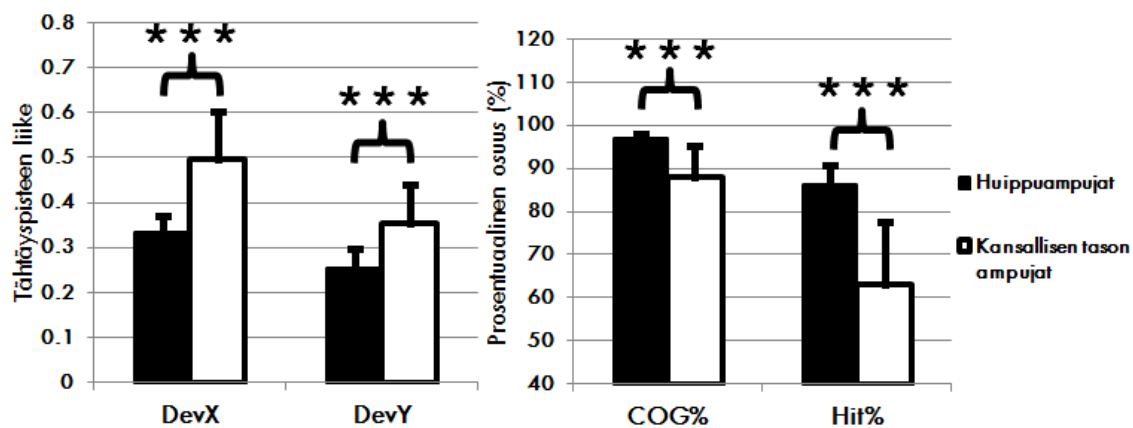 Tähtäyspisteen liike
0.8
0.7
0.6
0.5
0.4
0.3
0.2
0.1
0
***
***
DevX
DevY
Prosentuaalinen osuus (%)
120
110
100
90
80
70
60
50
40
***
***
COG%
Hit%
Huippuampujat
Kansallisen tason
ampujat